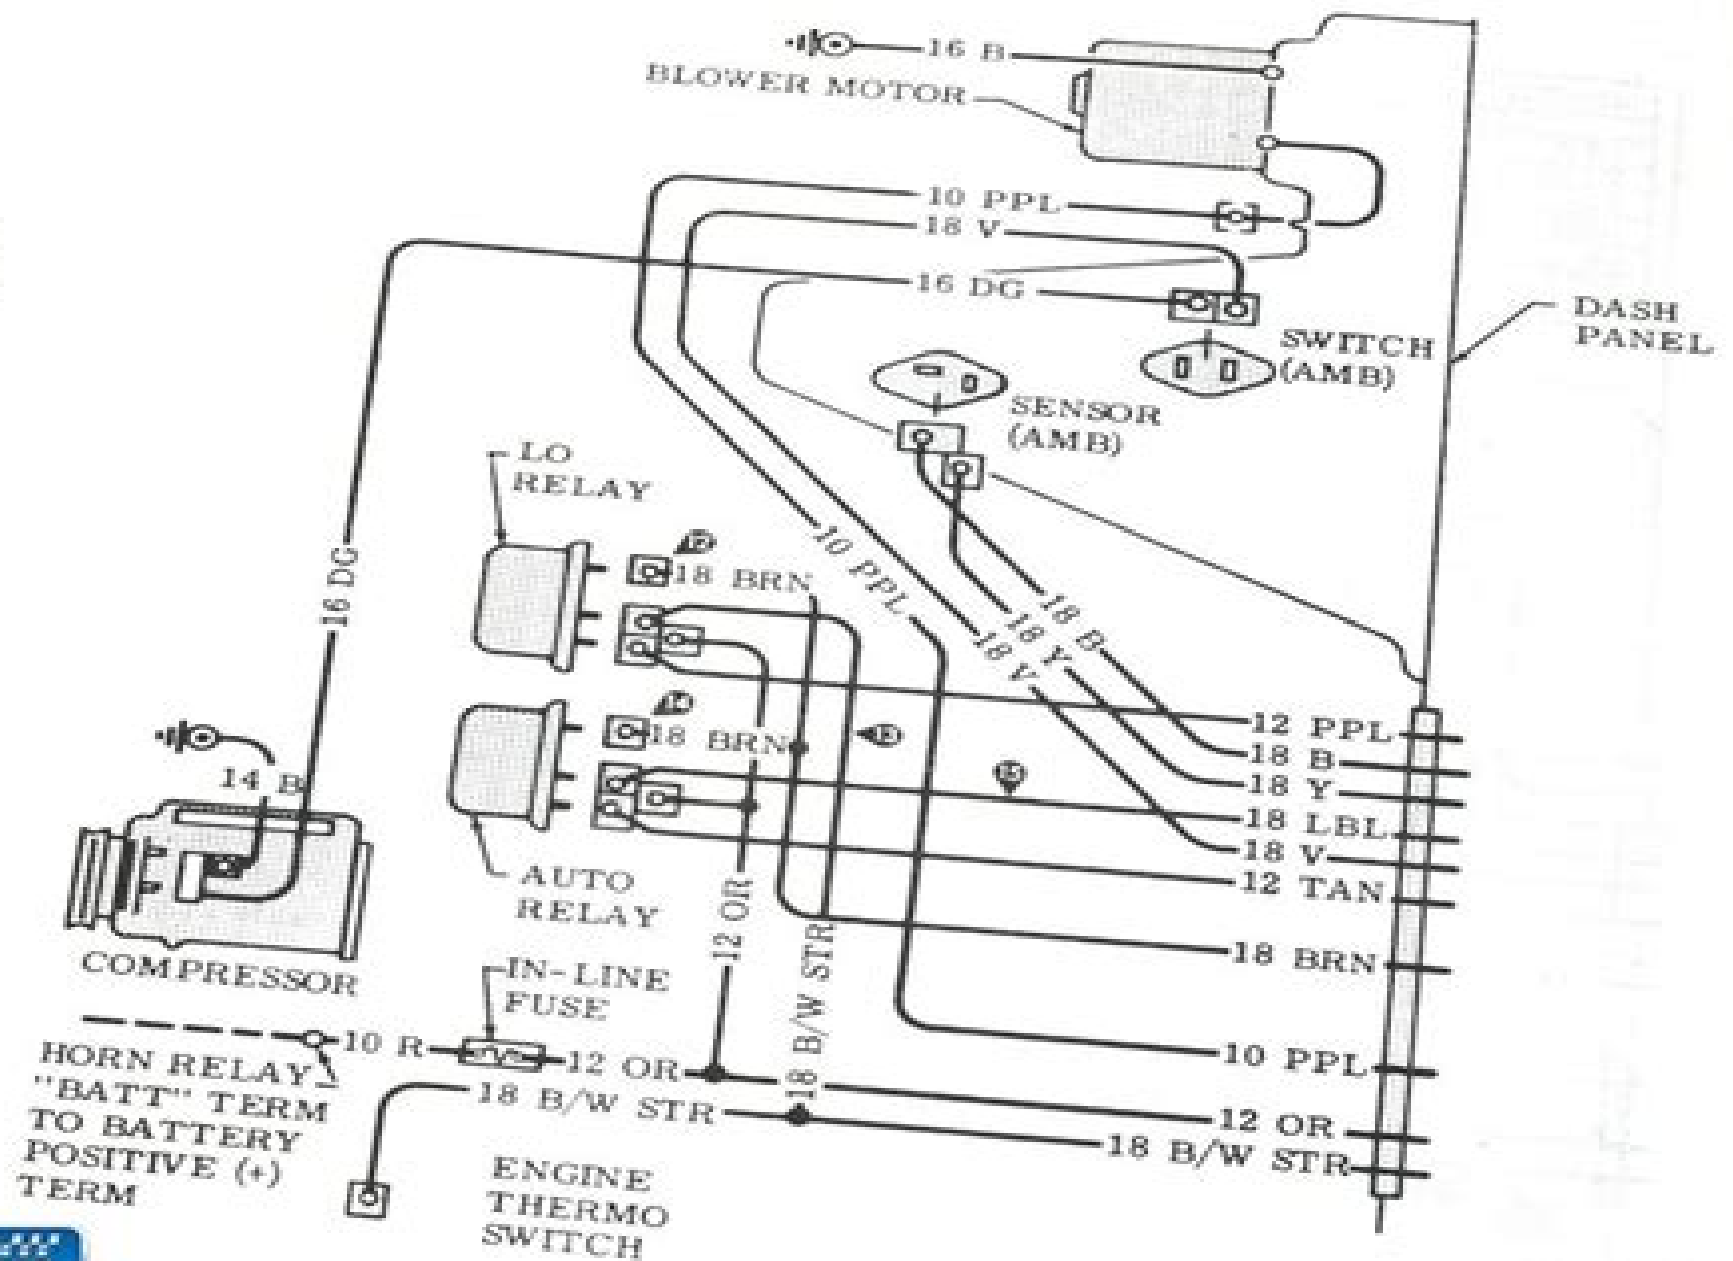 16 B
BLOWER MOTOR
10 PPL
18 V
16 DG
DASH
PANEL
SWITCH
(AMB)
SENSOR
(AMB)
LO
RELAY
10 PPL
18 BRN
16 DG
18 B
18 Y
18 V
12 PPL
18 BRN
18 B
18 Y
14 B
18 LBL
18 V
12 TAN
AUTO
RELAY
12 OR
18 B/W STR
18 BRN
COMPRESSOR
IN-LINE
FUSE
10 R
12 OR
10 PPL
HORN RELAY
"BATT" TERM
TO BATTERY
POSITIVE (+)
TERM
18 B/W STR
12 OR
18 B/W STR
ENGINE
THERMO
SWITCH